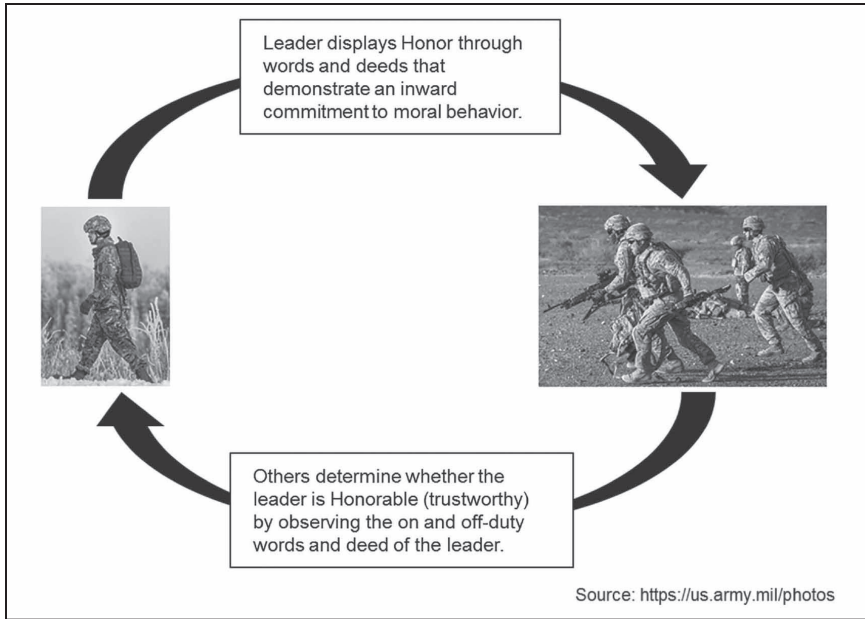 Leader displays Honor through
words and deeds that
demonstrate an inward
commitment to moral behavior.
Others determine whether the
leader is Honorable (trustworthy)
by observing the on and off-duty
words and deed of the leader.
Source: https://us.army.mil/photos